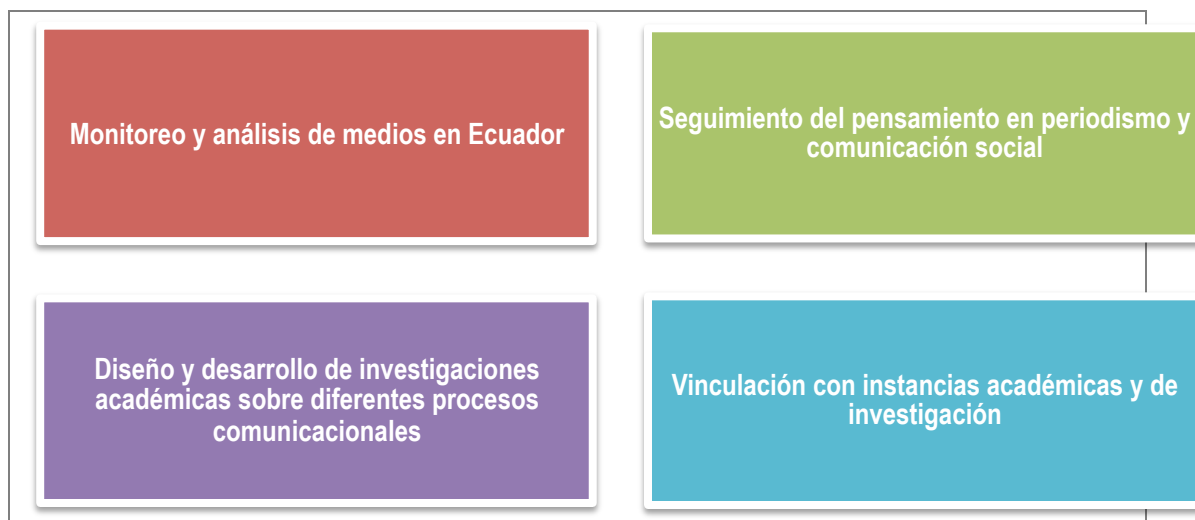 Monitoreo y análisis de medios en Ecuador
Seguimiento del pensamiento en periodismo y
comunicación social
Diseño y desarrollo de investigaciones
académicas sobre diferentes procesos
comunicacionales
Vinculación con instancias académicas y de
investigación